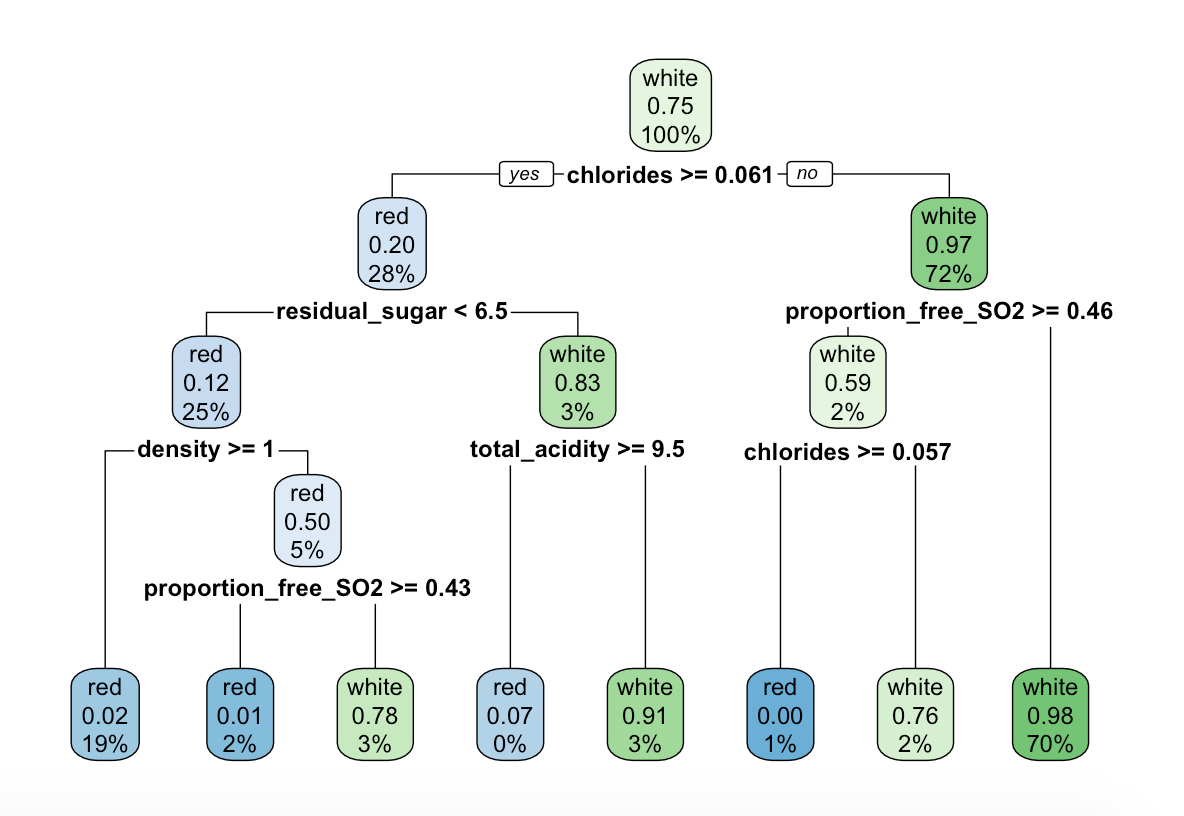 white
0.75
100%
yes chlorides >= 0.061 no
red
0.20
28%
white
0.97
72%
residual_sugar < 6.5
proportion_free_SO2 >= 0.46
red
0.12
25%
white
0.83
3%
white
0.59
2%
density >= 1
total_acidity >= 9.5
chlorides >= 0.057
red
0.50
5%
proportion_free_SO2 >= 0.43
red
0.02
19%
red
0.01
2%
white
0.78
3%
red
0.07
0%
white
0.91
3%
red
0.00
1%
white
0.76
2%
white
0.98
70%